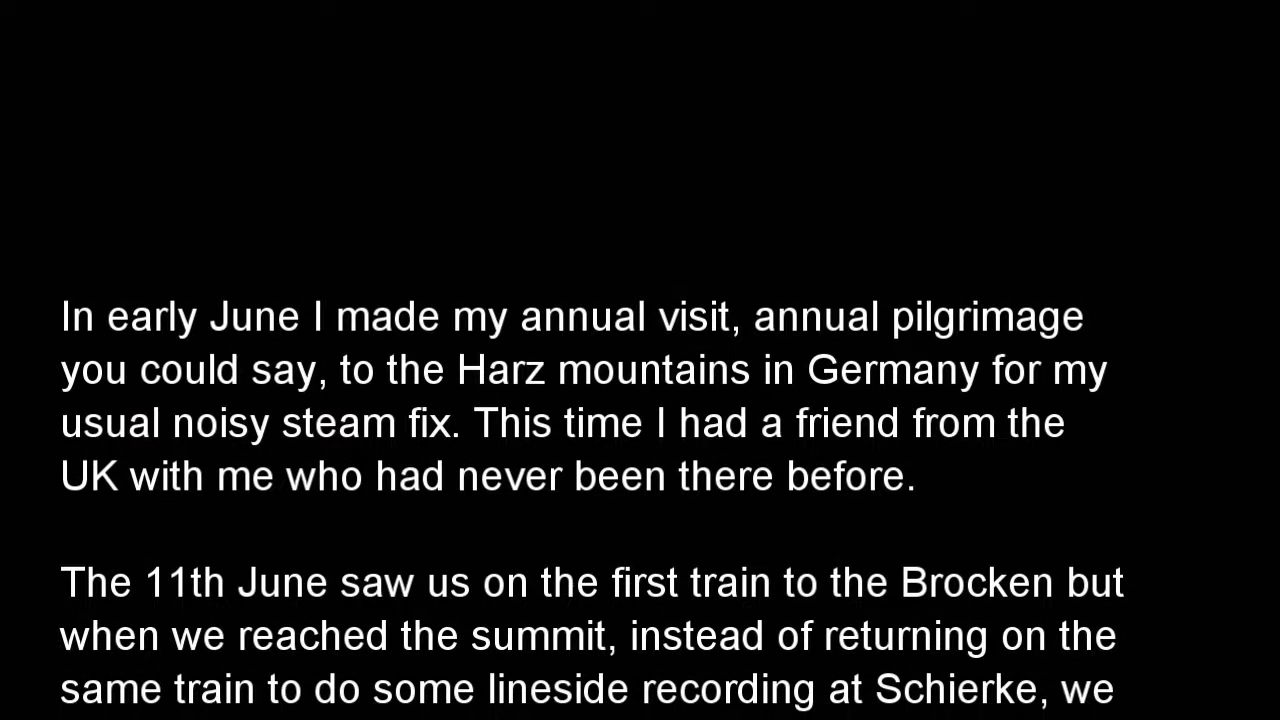 In early June I made my annual visit, annual pilgrimage
you could say, to the Harz mountains in Germany for my
usual noisy steam fix. This time I had a friend from the
UK with me who had never been there before.
The 11th June saw us on the first train to the Brocken but
when we reached the summit, instead of returning on the
same train to do some lineside recording at Schierke, we